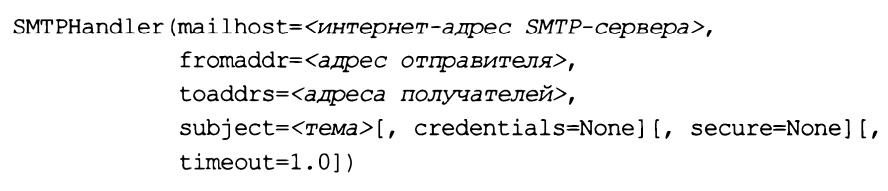 SMTPHandler(mailhost=<интернет-адрес SMTP-сервера>,
fromaddr=<адрес отправителя>,
toaddrs=<адреса получателей>,
subject=<тема>[, credentials=None][, secure=None][,
timeout=1.0])